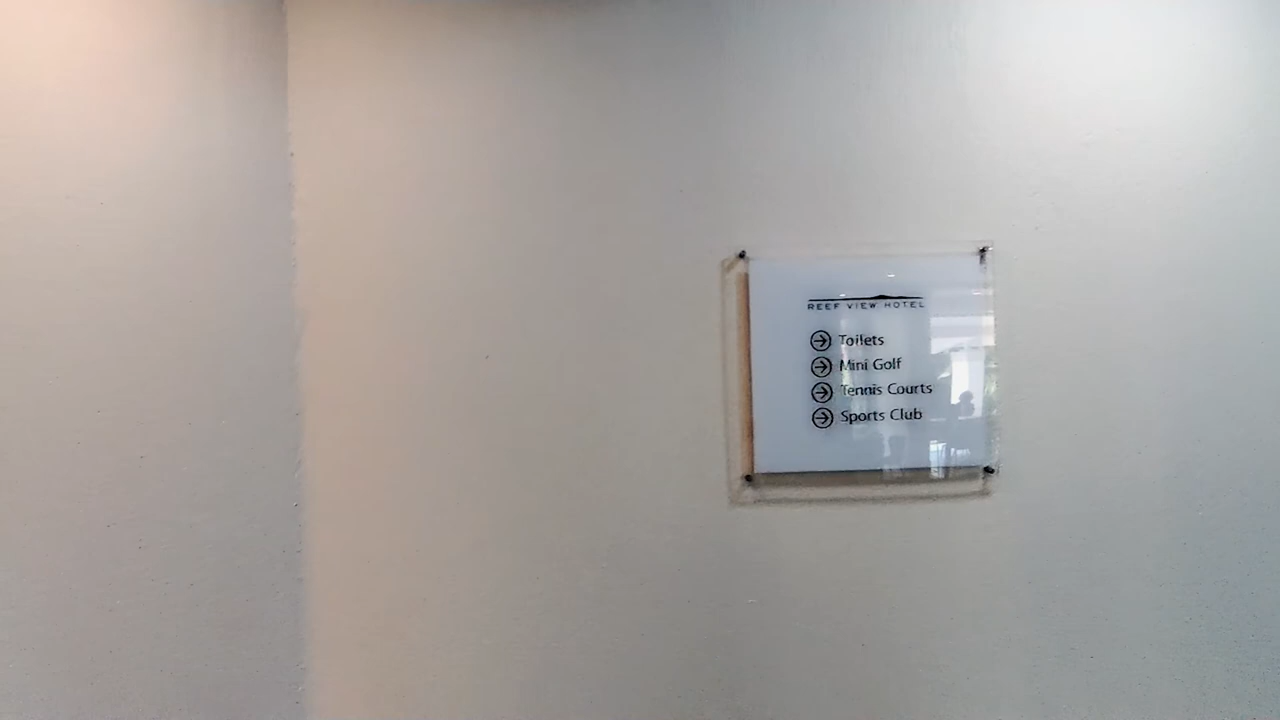 REEF VIEW HOTEL
Toilets
Mini Golf
Tennis Courts
Sports Club